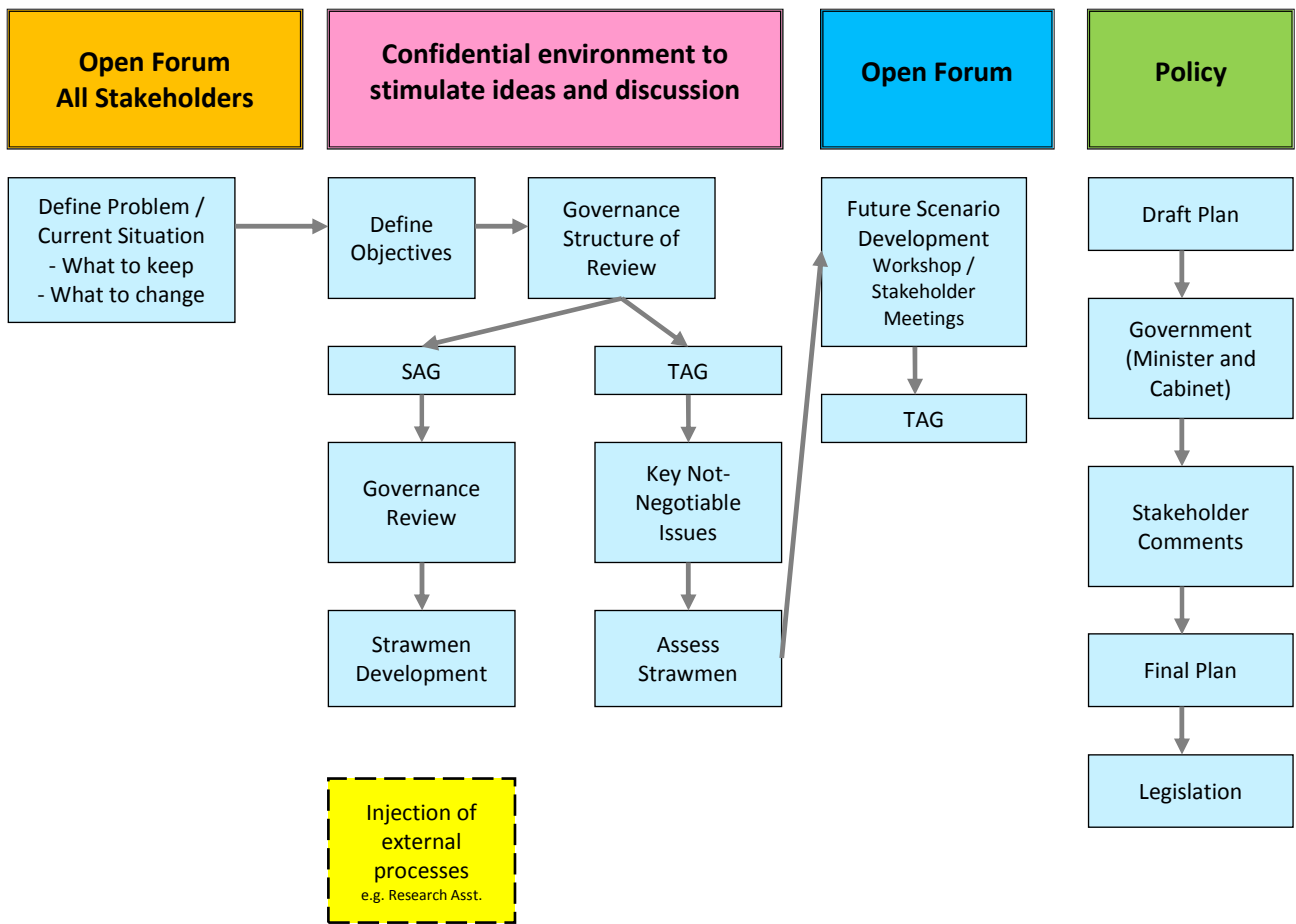 Open Forum
All Stakeholders
Confidential environment to
stimulate ideas and discussion
Open Forum
Policy
Define Problem /
Current Situation
- What to keep
- What to change
Define
Objectives
Governance
Structure of
Review
SAG
TAG
Governance
Review
Key Not-
Negotiable
Issues
Strawmen
Development
Assess
Strawmen
Injection of
external
processes
e.g. Research Asst.
Future Scenario
Development
Workshop /
Stakeholder
Meetings
TAG
Draft Plan
Government
(Minister and
Cabinet)
Stakeholder
Comments
Final Plan
Legislation